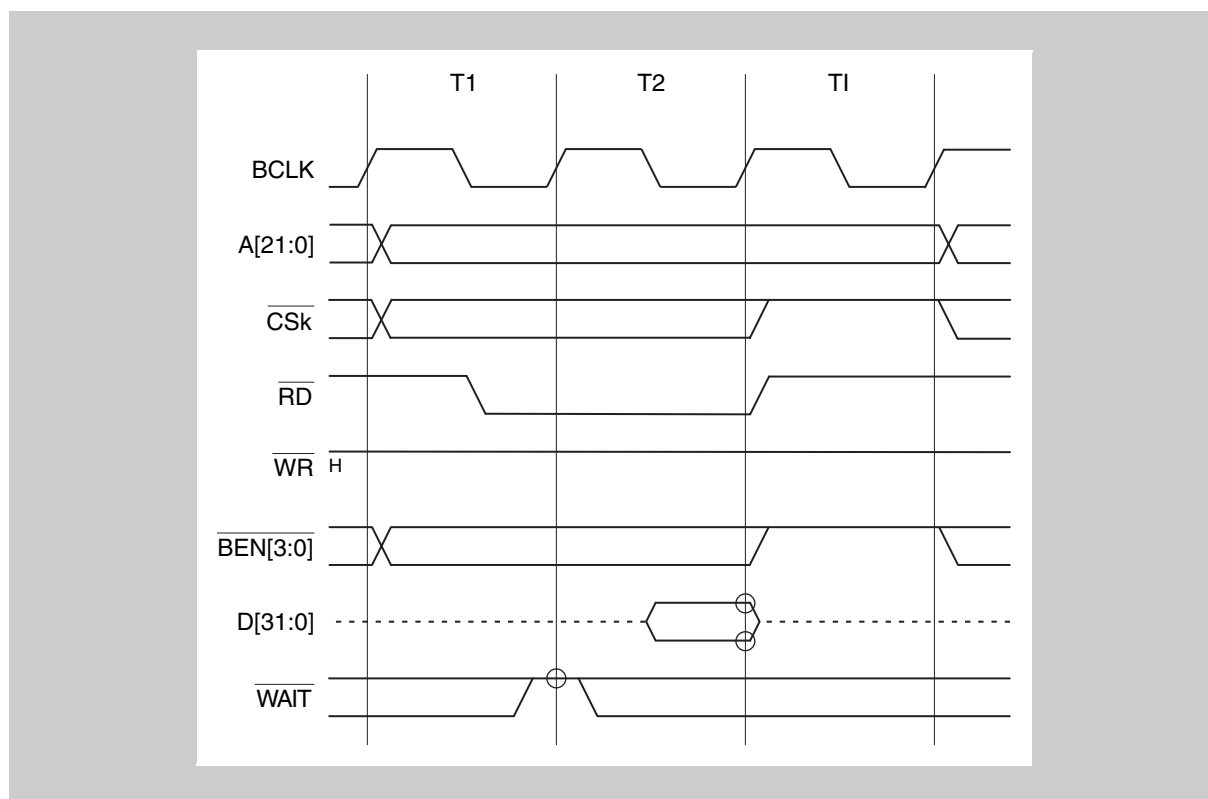 T1 T2 TI
BCLK
A[21:0]
CSk
RD
WR H
BEN[3:0]
D[31:0]
WAIT